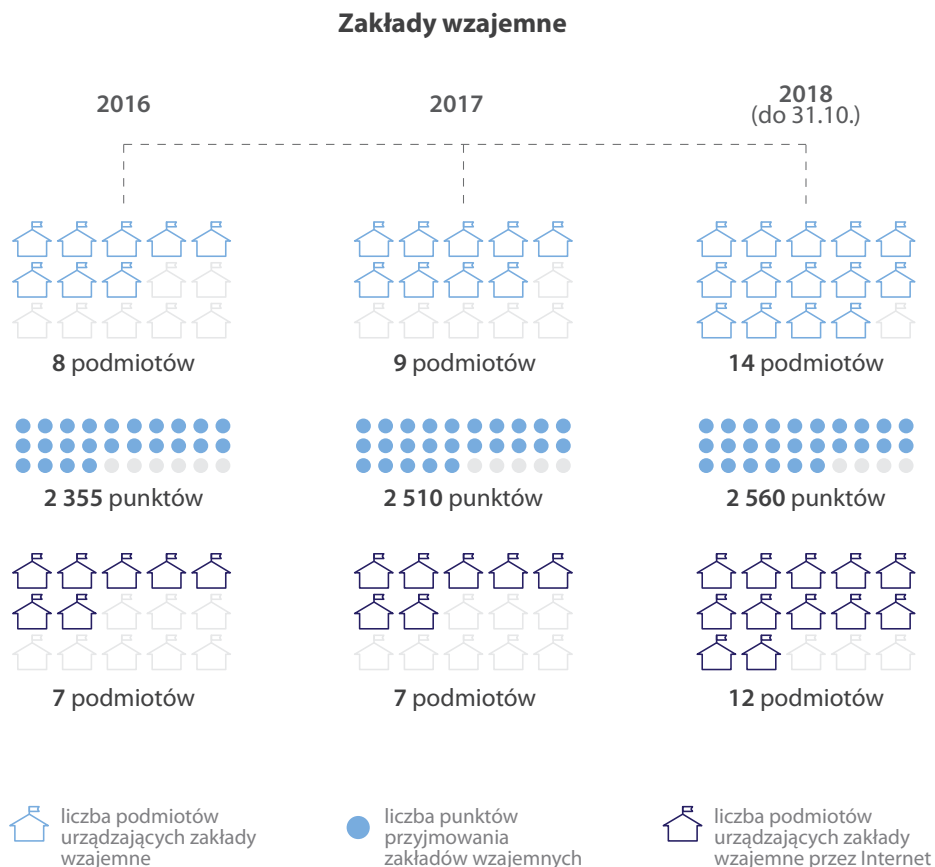 Zakłady wzajemne
2016
2017
2018
(do 31.10.)
8 podmiotów
9 podmiotów
14 podmiotów
2 355 punktów
2 510 punktów
2 560 punktów
7 podmiotów
7 podmiotów
12 podmiotów
liczba podmiotów
urządzających zakłady
wzajemne
liczba punktów
przyjmowania
zakładów wzajemnych
liczba podmiotów
urządzających zakłady
wzajemne przez Internet